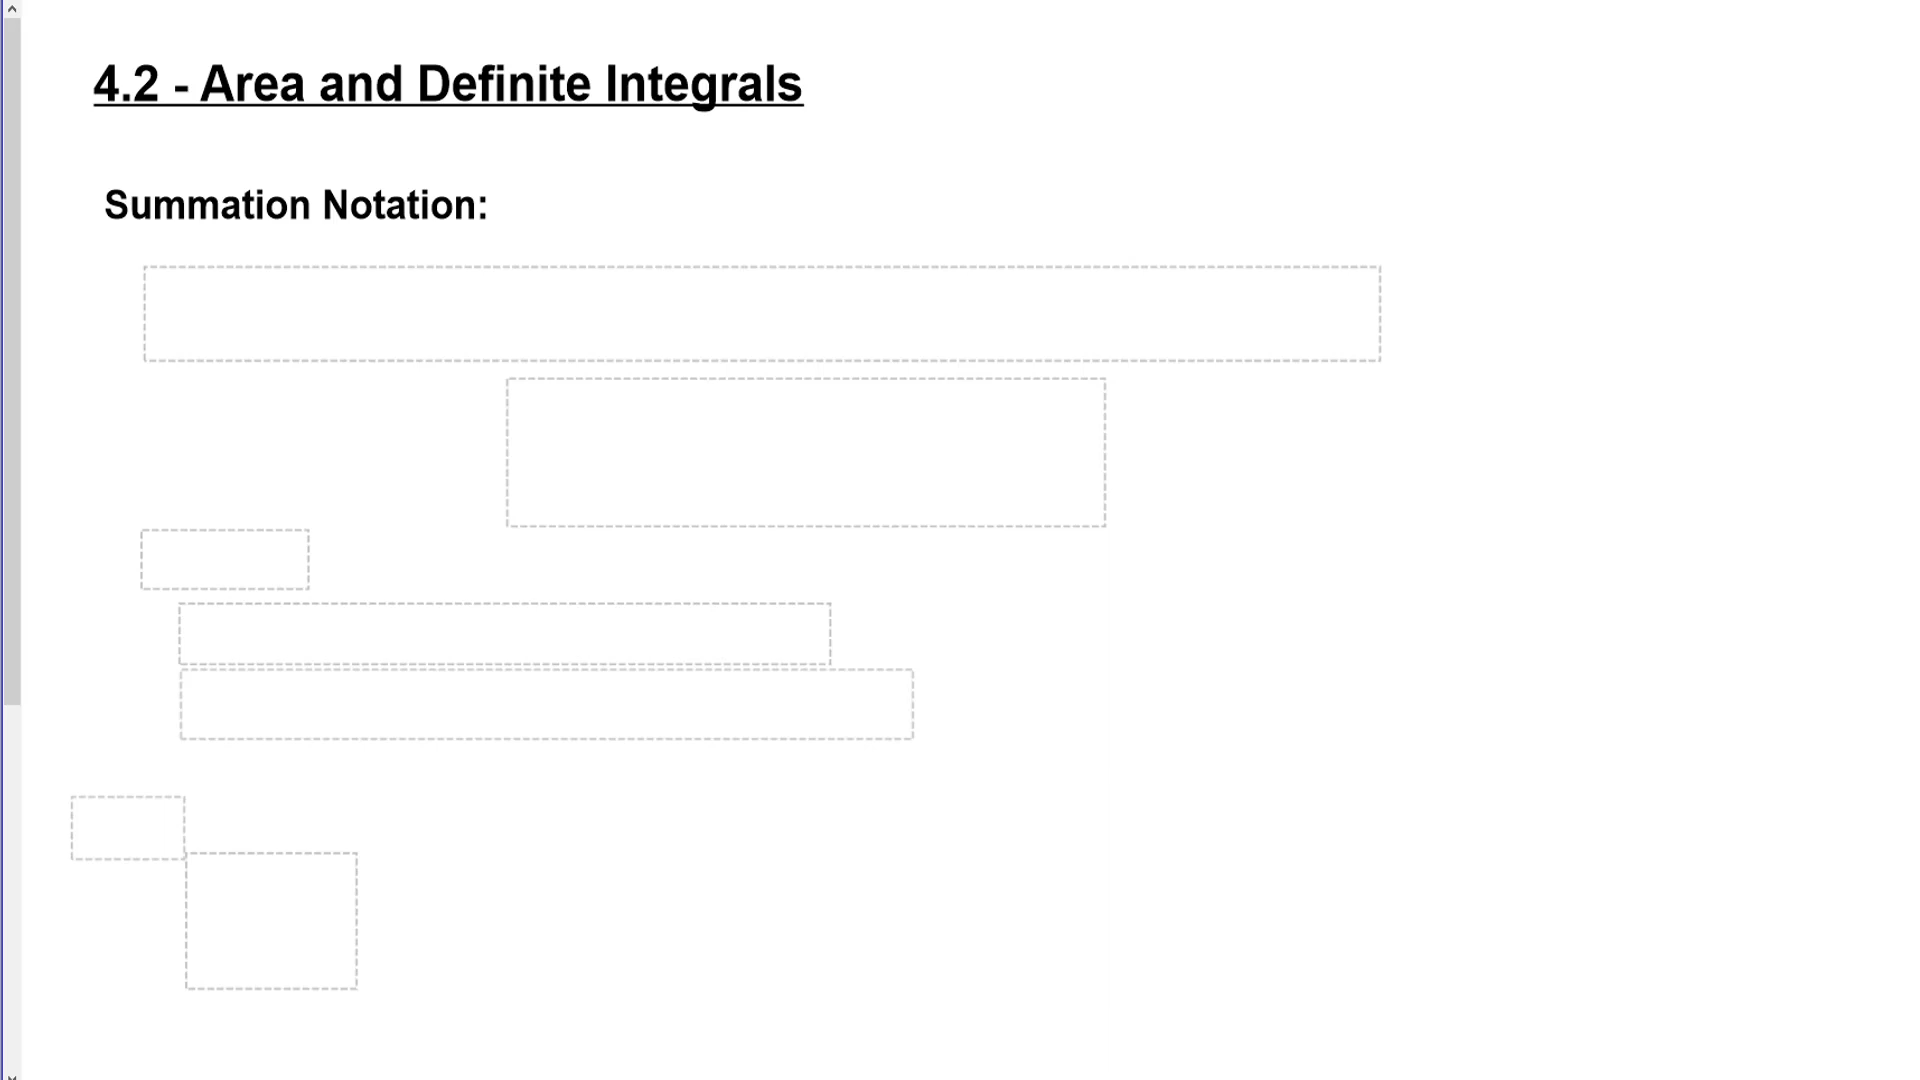 4.2 - Area and Definite Integrals
Summation Notation: